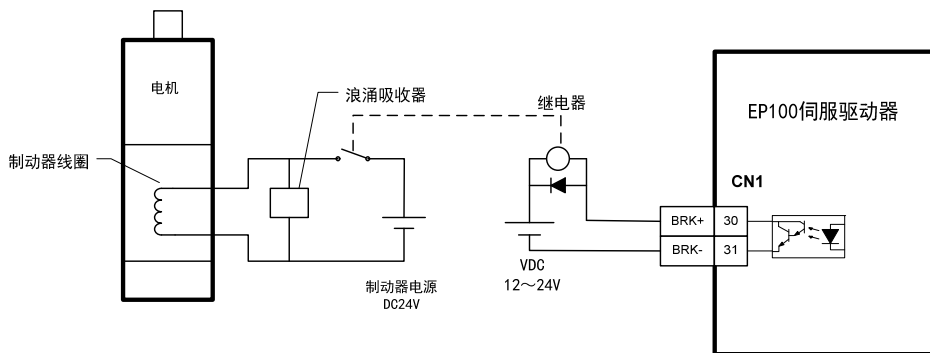 电机
浪涌吸收器
继电器
EP100伺服驱动器
制动器线圈
CN1
BRK+
30
BRK-
31
制动器电源
DC24V
VDC
12～24V